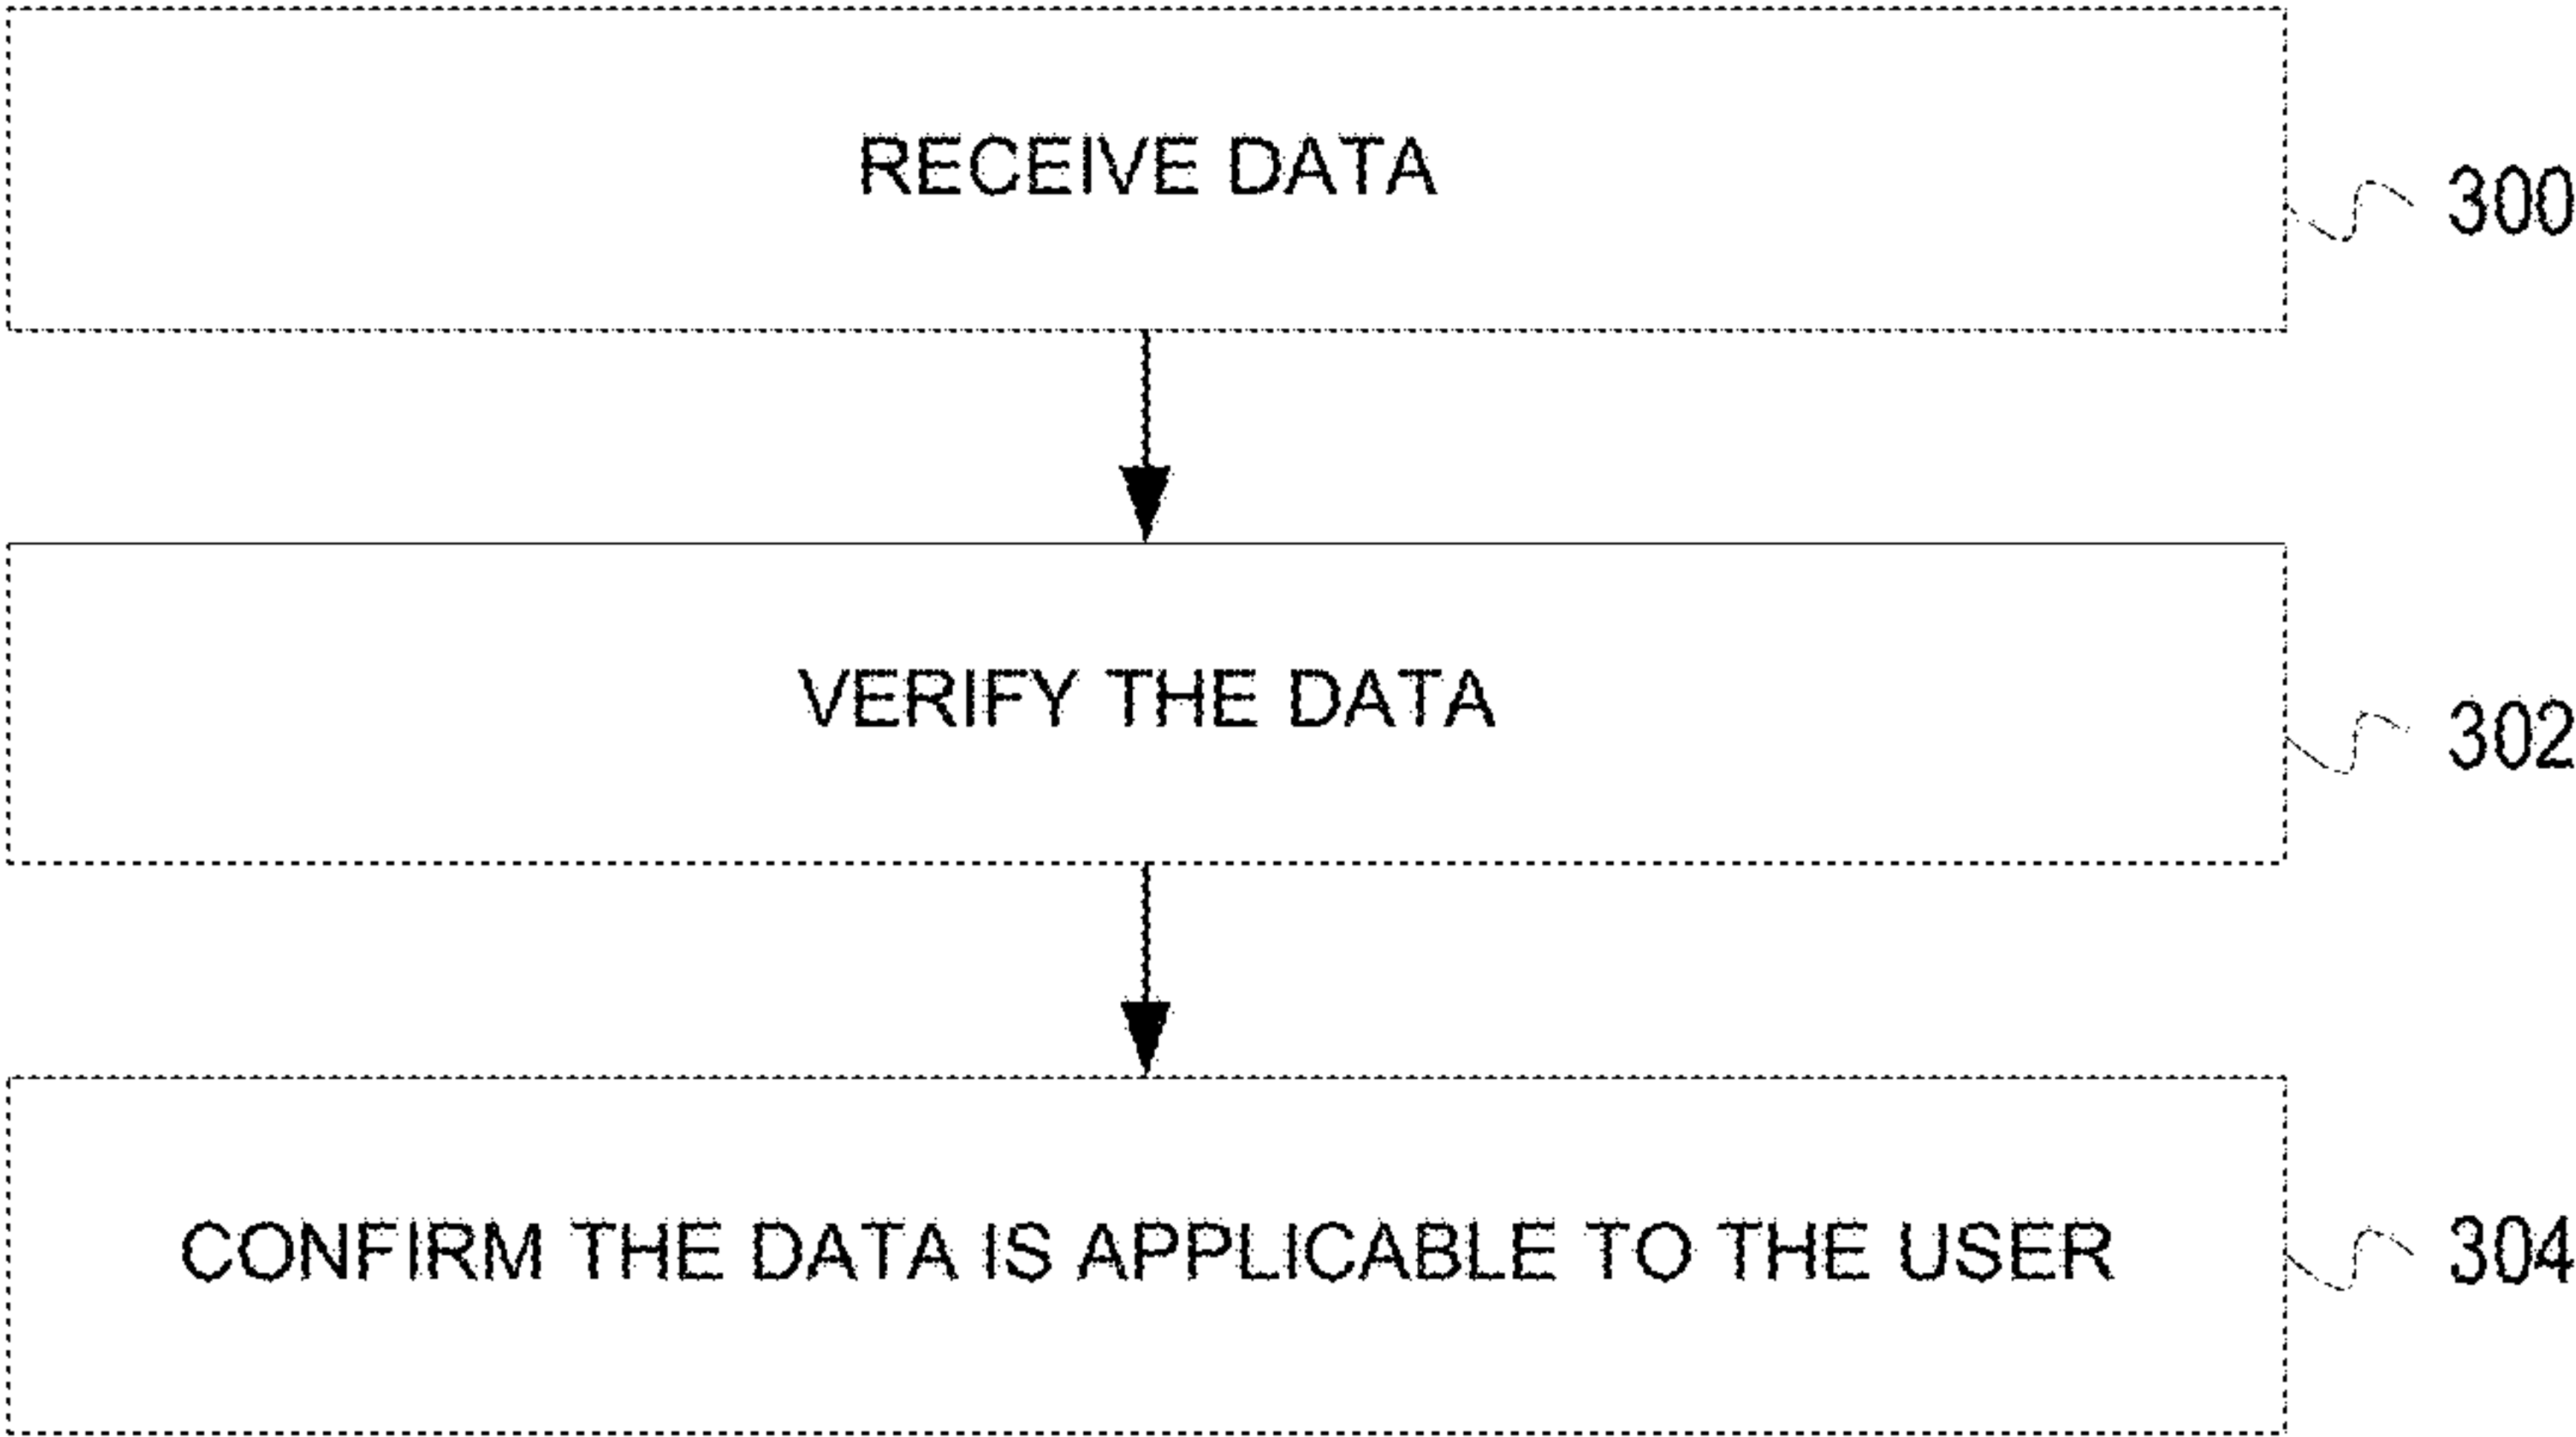 RECEIVE DATA
300
VERIFY THE DATA
302
CONFIRM THE DATA IS APPLICABLE TO THE USER
304